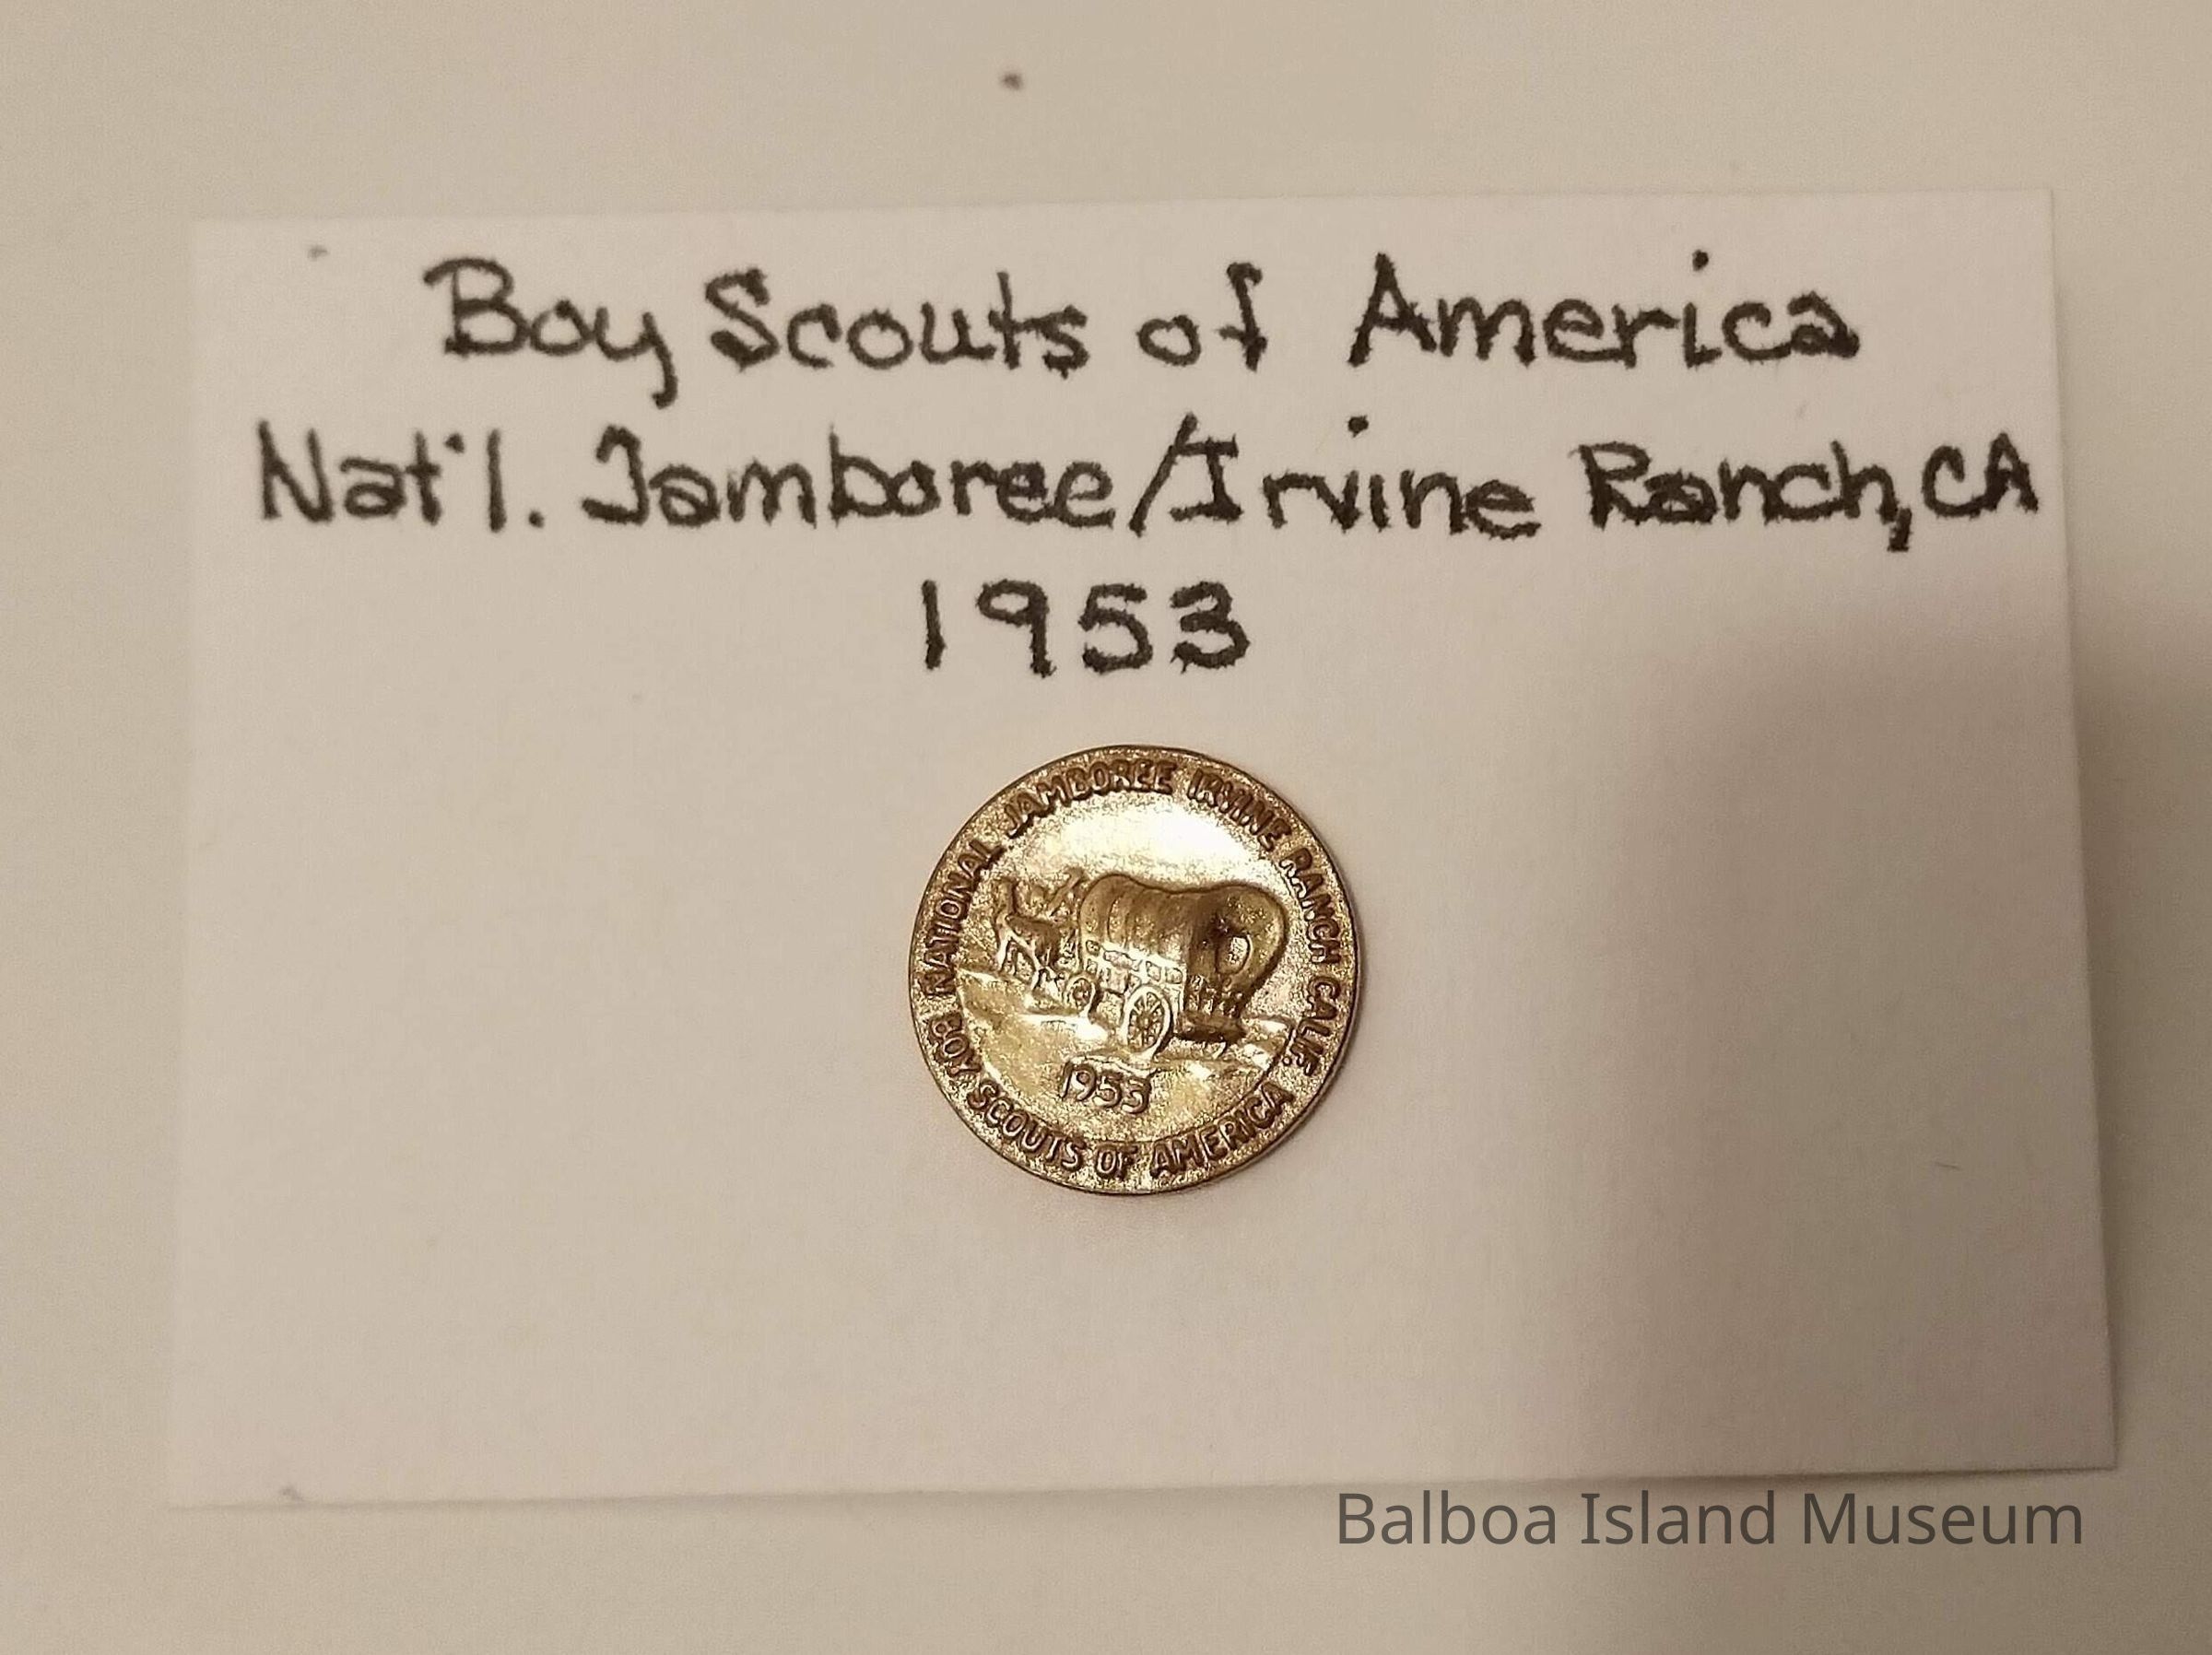 Boy Scouts of America
Nat'l. Jamboree/Irvine Ranch, CA
1953
NATIONAL JAMBOREE IRVINE RANCH CALIF.
1953
BOY SCOUTS OF AMERICA
Balboa Island Museum